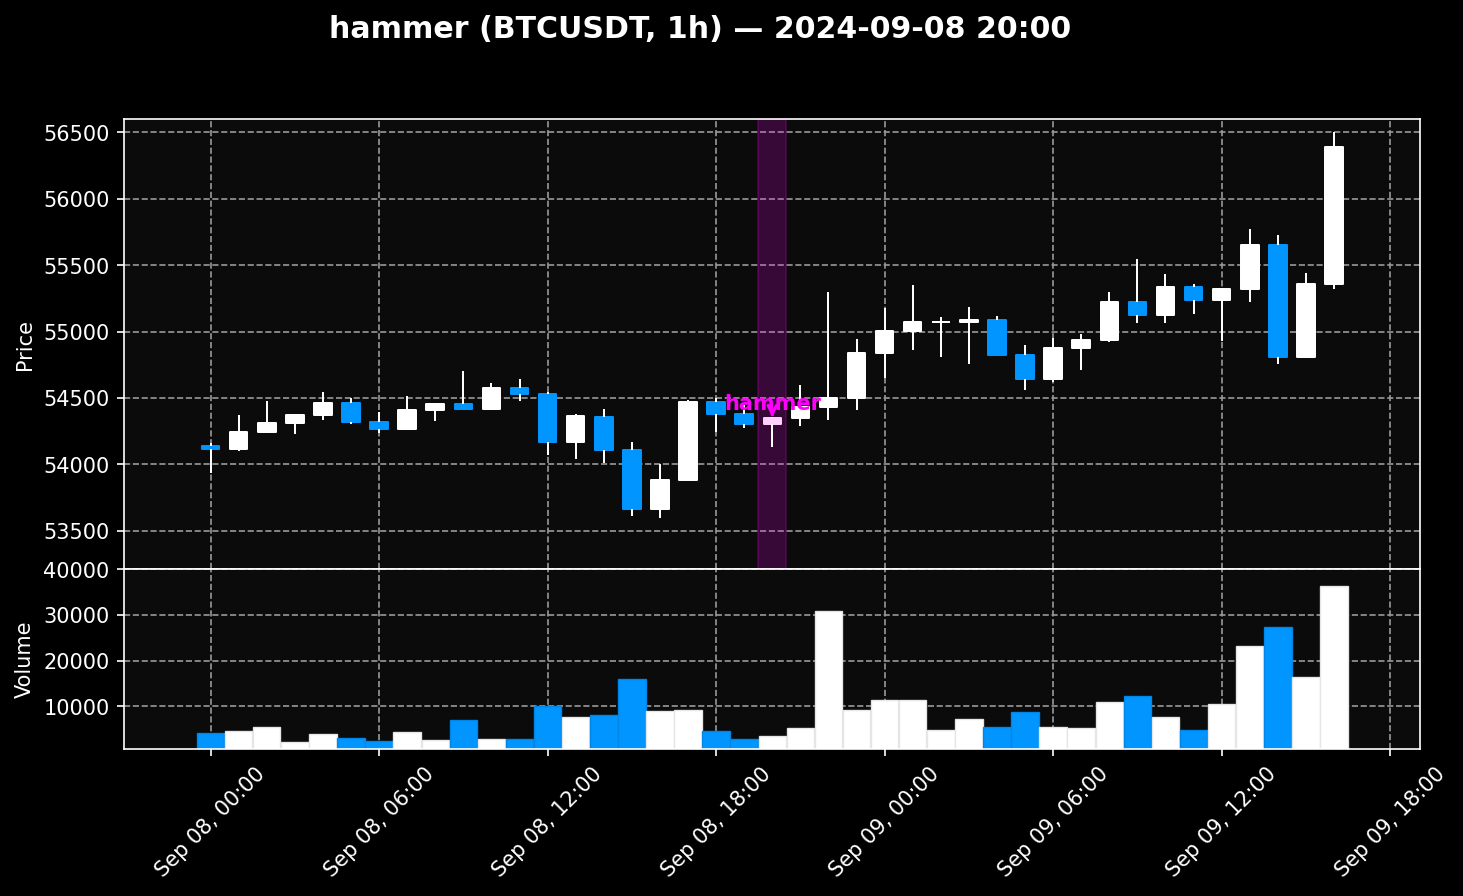 hammer (BTCUSDT, 1h) — 2024-09-08 20:00
56500
56000
55500
55000
54500
54000
53500
Price
hammer
40000
30000
20000
10000
Volume
Sep 08, 00:00
Sep 08, 06:00
Sep 08, 12:00
Sep 08, 18:00
Sep 09, 00:00
Sep 09, 06:00
Sep 09, 12:00
Sep 09, 18:00